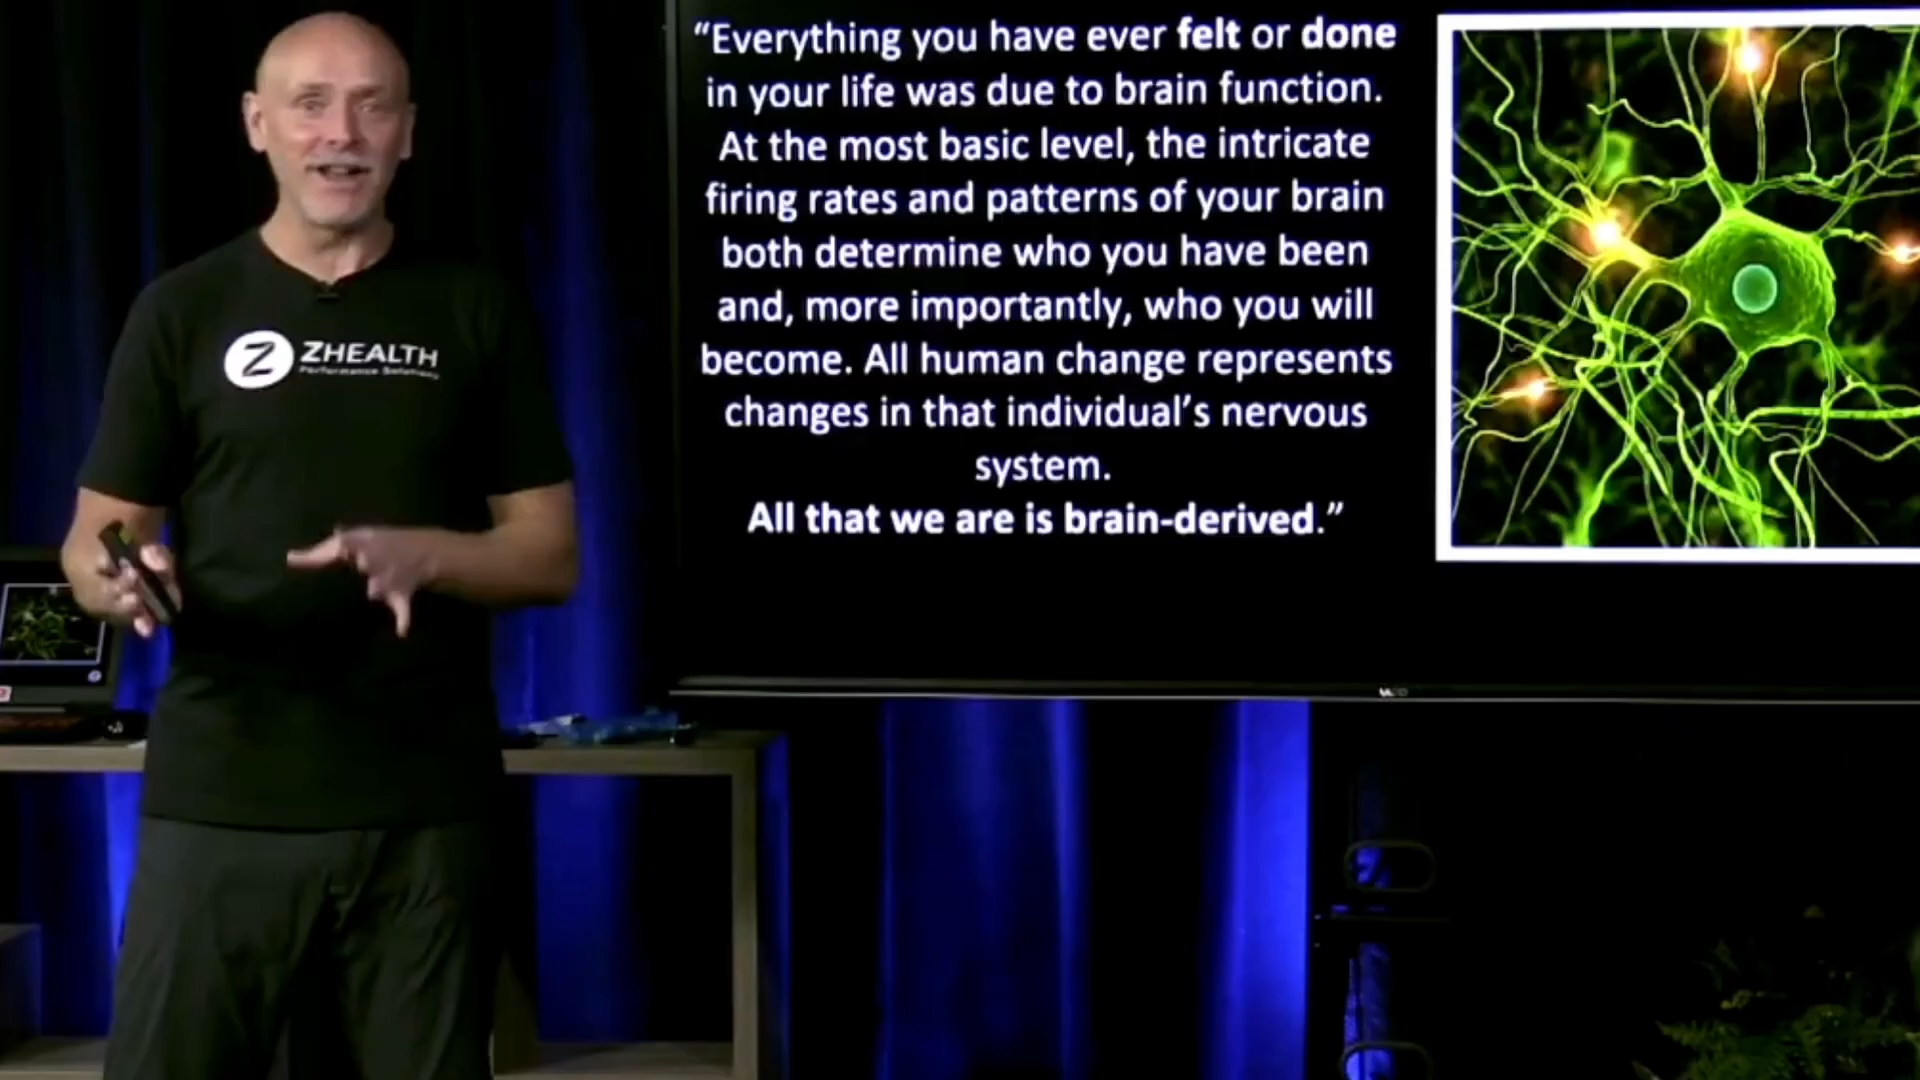 “Everything you have ever felt or done
in your life was due to brain function.
At the most basic level, the intricate
firing rates and patterns of your brain
both determine who you have been
and, more importantly, who you will
become. All human change represents
changes in that individual’s nervous
system.
All that we are is brain-derived.”
Z ZHEALTH
Performance Solutions